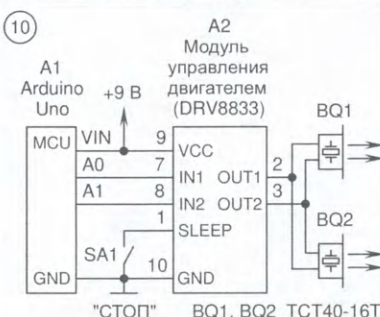 10
A2
Модуль
управления
двигателем
(DRV8833)
A1
Arduino
Uno
+9 В
BQ1
MCU VIN 9 VCC
A0 7 IN1 OUT1 2
A1 8 IN2 OUT2 3
1 SLEEP
BQ2
SA1
GND 10 GND
"СТОП"
BQ1, BQ2 TCT40-16T